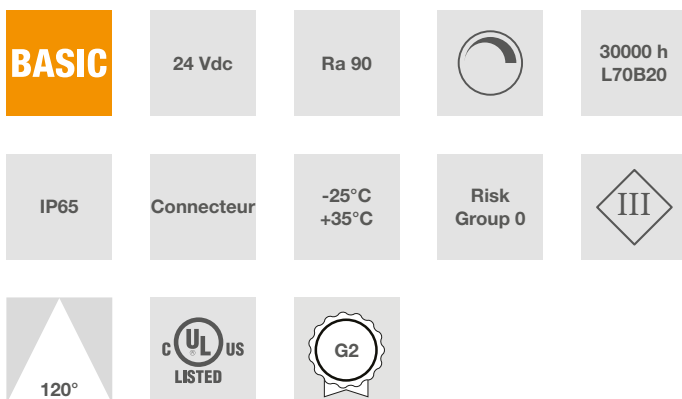 BASIC
24 Vdc
Ra 90
30000 h
L70B20
IP65
Connecteur
-25°C
+35°C
Risk
Group 0
III
120°
C UL® US
LISTED
G2